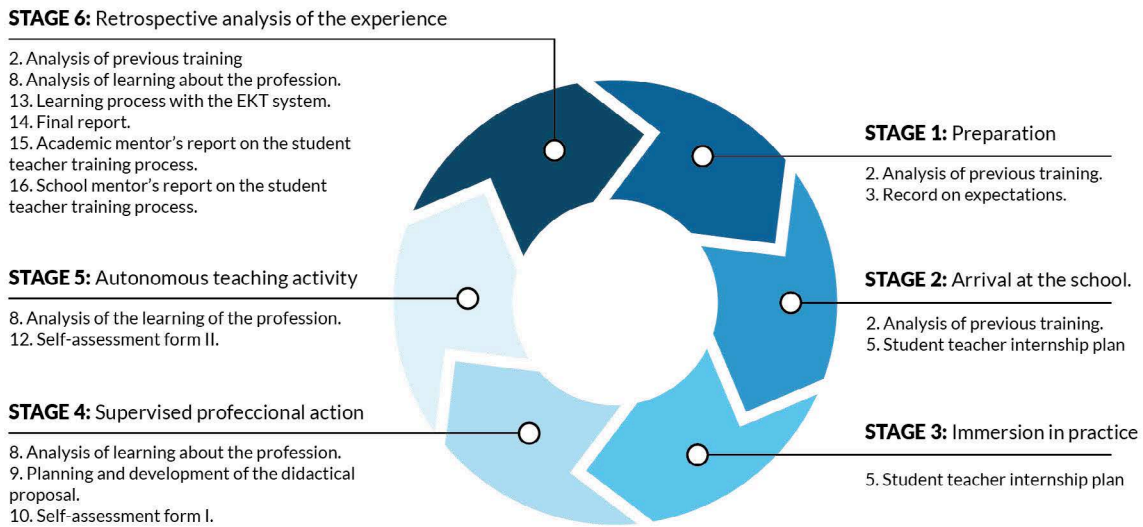 STAGE 6: Retrospective analysis of the experience
2. Analysis of previous training
8. Analysis of learning about the profession.
13. Learning process with the EKT system.
14. Final report.
15. Academic mentor's report on the student
teacher training process.
16. School mentor's report on the student
teacher training process.
STAGE 5: Autonomous teaching activity
8. Analysis of the learning of the profession.
12. Self-assessment form II.
STAGE 4: Supervised profeccional action
8. Analysis of learning about the profession.
9. Planning and development of the didactical
proposal.
10. Self-assessment form I.
STAGE 1: Preparation
2. Analysis of previous training.
3. Record on expectations.
STAGE 2: Arrival at the school.
2. Analysis of previous training.
5. Student teacher internship plan
STAGE 3: Immersion in practice
5. Student teacher internship plan